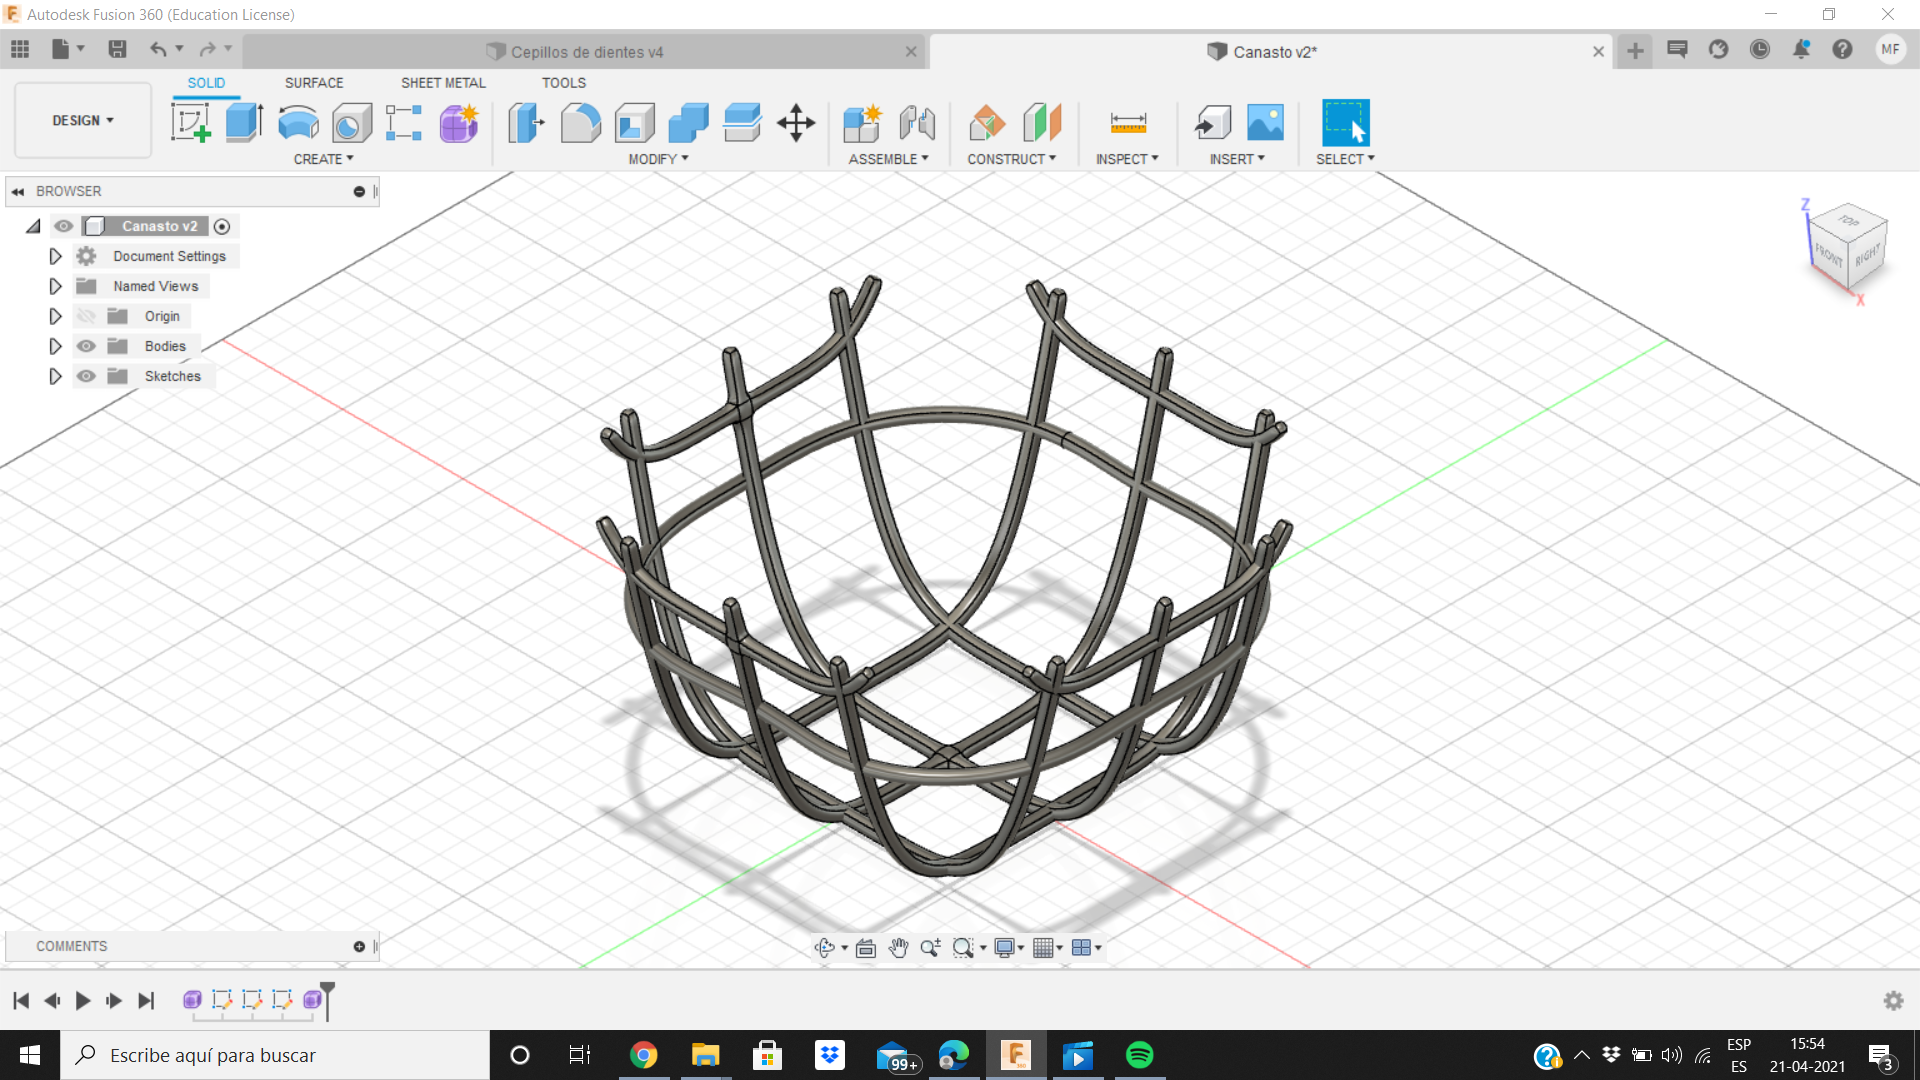 Autodesk Fusion 360 (Education License)
Cepillos de dientes v4
Canasto v2*
MF
SOLID SURFACE SHEET METAL TOOLS
DESIGN
CREATE MODIFY ASSEMBLE CONSTRUCT INSPECT INSERT SELECT
BROWSER
Canasto v2
Document Settings
Named Views
Origin
Bodies
Sketches
Z
TOP
FRONT
RIGHT
X
COMMENTS
Escribe aquí para buscar
99+
F
360
ESP
ES
15:54
21-04-2021
3